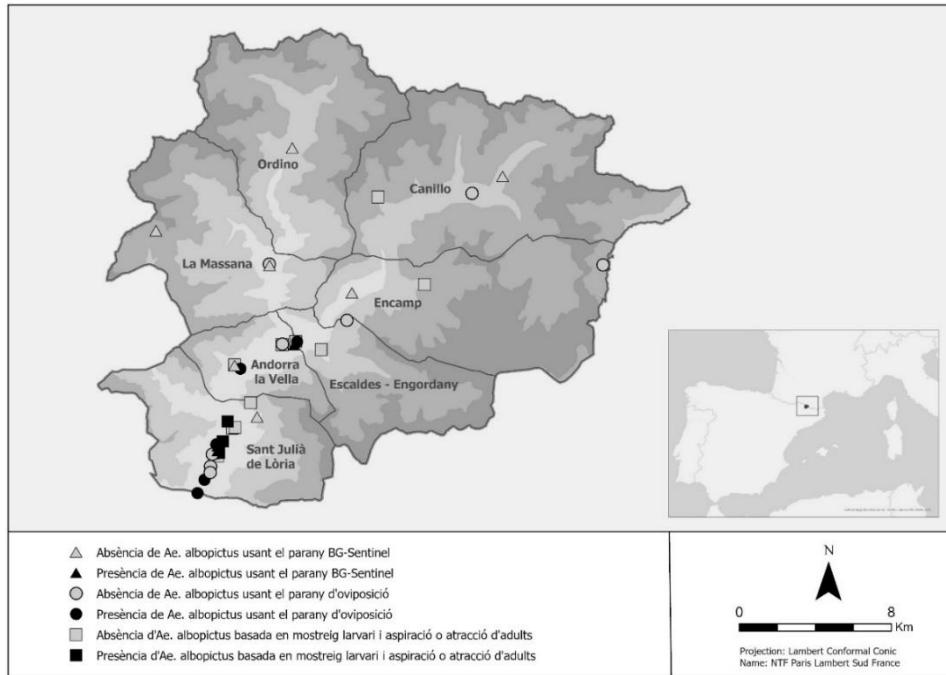 Ordino
Canillo
La Massana
Encamp
Andorra
la Vella
Escaldes - Engordany
Sant Julià
de Lòria
Absència de Ae. albopictus usant el parany BG-Sentinel
Presència de Ae. albopictus usant el parany BG-Sentinel
Absència de Ae. albopictus usant el parany d'oviposició
Presència de Ae. albopictus usant el parany d'oviposició
Absència d'Ae. albopictus basada en mostreig larvari i aspiració o atracció d'adults
Presència d'Ae. albopictus basada en mostreig larvari i aspiració o atracció d'adults
N
0 8
Km
Projection: Lambert Conformal Conic
Name: NTF Paris Lambert Sud France